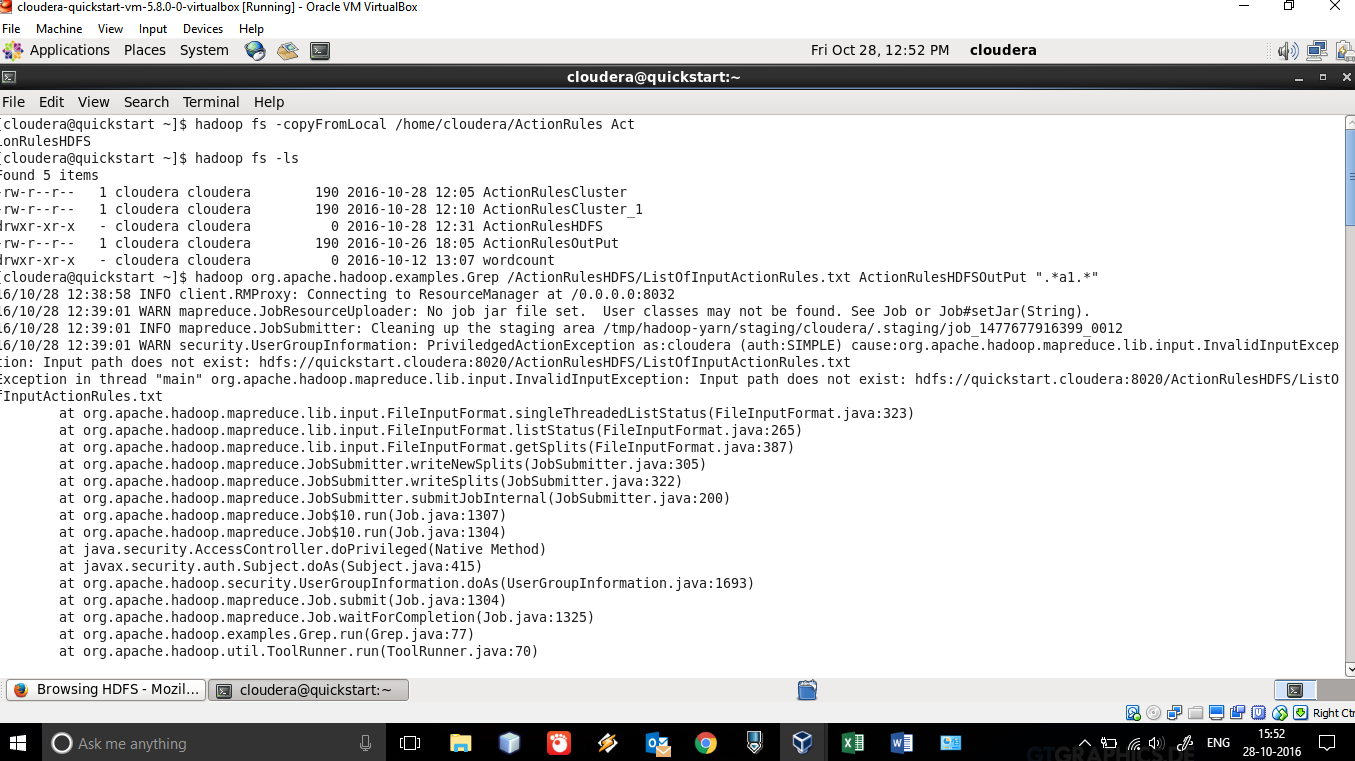 cloudera-quickstart-vm-5.8.0-0-virtualbox [Running] - Oracle VM VirtualBox
File Machine View Input Devices Help
Applications Places System Fri Oct 28, 12:52 PM cloudera
cloudera@quickstart:~
File Edit View Search Terminal Help
[cloudera@quickstart ~]$ hadoop fs -copyFromLocal /home/cloudera/ActionRules Act
ionRulesHDFS
[cloudera@quickstart ~]$ hadoop fs -ls
Found 5 items
-rw-r--r-- 1 cloudera cloudera 190 2016-10-28 12:05 ActionRulesCluster
-rw-r--r-- 1 cloudera cloudera 190 2016-10-28 12:10 ActionRulesCluster_1
drwxr-xr-x - cloudera cloudera 0 2016-10-28 12:31 ActionRulesHDFS
-rw-r--r-- 1 cloudera cloudera 190 2016-10-26 18:05 ActionRulesOutPut
drwxr-xr-x - cloudera cloudera 0 2016-10-12 13:07 wordcount
[cloudera@quickstart ~]$ hadoop org.apache.hadoop.examples.Grep /ActionRulesHDFS/ListOfInputActionRules.txt ActionRulesHDFSOutPut ".*a1.*"
16/10/28 12:38:58 INFO client.RMProxy: Connecting to ResourceManager at /0.0.0.0:8032
16/10/28 12:39:01 WARN mapreduce.JobResourceUploader: No job jar file set.  User classes may not be found. See Job or Job#setJar(String).
16/10/28 12:39:01 INFO mapreduce.JobSubmitter: Cleaning up the staging area /tmp/hadoop-yarn/staging/cloudera/.staging/job_1477677916399_0012
16/10/28 12:39:01 WARN security.UserGroupInformation: PriviledgedActionException as:cloudera (auth:SIMPLE) cause:org.apache.hadoop.mapreduce.lib.input.InvalidInputExcep
tion: Input path does not exist: hdfs://quickstart.cloudera:8020/ActionRulesHDFS/ListOfInputActionRules.txt
Exception in thread "main" org.apache.hadoop.mapreduce.lib.input.InvalidInputException: Input path does not exist: hdfs://quickstart.cloudera:8020/ActionRulesHDFS/ListO
fInputActionRules.txt
at org.apache.hadoop.mapreduce.lib.input.FileInputFormat.singleThreadedListStatus(FileInputFormat.java:323)
at org.apache.hadoop.mapreduce.lib.input.FileInputFormat.listStatus(FileInputFormat.java:265)
at org.apache.hadoop.mapreduce.lib.input.FileInputFormat.getSplits(FileInputFormat.java:387)
at org.apache.hadoop.mapreduce.JobSubmitter.writeNewSplits(JobSubmitter.java:305)
at org.apache.hadoop.mapreduce.JobSubmitter.writeSplits(JobSubmitter.java:322)
at org.apache.hadoop.mapreduce.JobSubmitter.submitJobInternal(JobSubmitter.java:200)
at org.apache.hadoop.mapreduce.Job$10.run(Job.java:1307)
at org.apache.hadoop.mapreduce.Job$10.run(Job.java:1304)
at java.security.AccessController.doPrivileged(Native Method)
at javax.security.auth.Subject.doAs(Subject.java:415)
at org.apache.hadoop.security.UserGroupInformation.doAs(UserGroupInformation.java:1693)
at org.apache.hadoop.mapreduce.Job.submit(Job.java:1304)
at org.apache.hadoop.mapreduce.Job.waitForCompletion(Job.java:1325)
at org.apache.hadoop.examples.Grep.run(Grep.java:77)
at org.apache.hadoop.util.ToolRunner.run(ToolRunner.java:70)
Browsing HDFS - Mozil... cloudera@quickstart:~
Right Ctr
Ask me anything
ENG 15:52
28-10-2016
GTGRAPHICS.DE